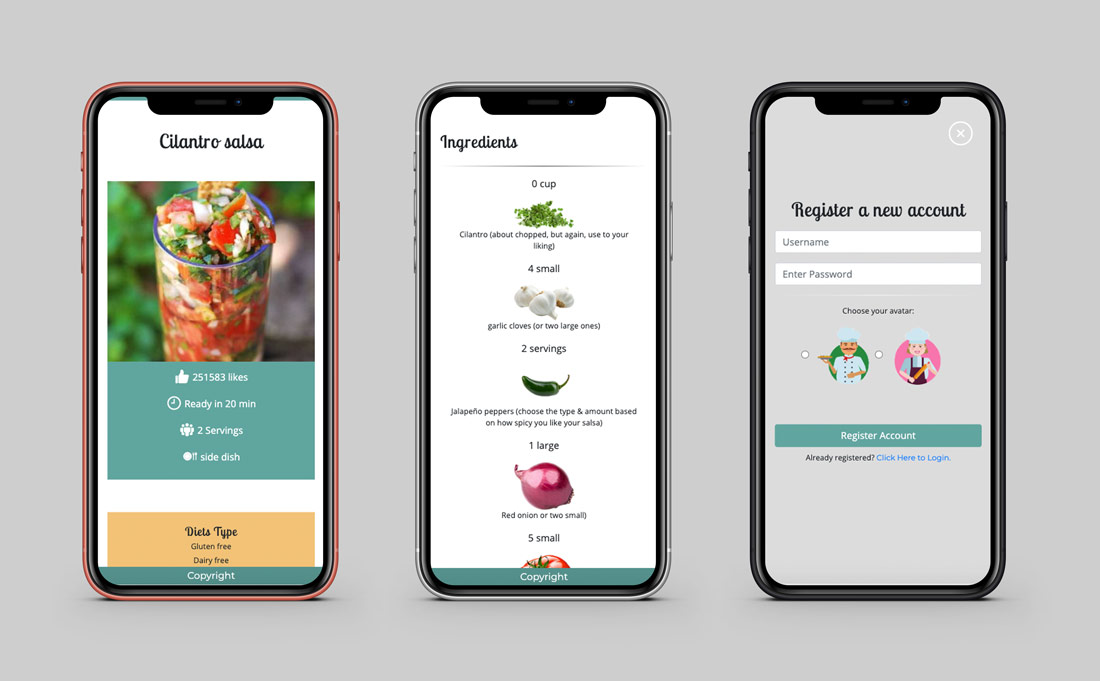 Cilantro salsa
251583 likes
Ready in 20 min
2 Servings
side dish
Diets Type
Gluten free
Dairy free
Copyright
Ingredients
0 cup
Cilantro (about chopped, but again, use to your
liking)
4 small
garlic cloves (or two large ones)
2 servings
Jalapeño peppers (choose the type & amount based
on how spicy you like your salsa)
1 large
Red onion or two small)
5 small
Copyright
Register a new account
Username
Enter Password
Choose your avatar:
Register Account
Already registered? Click Here to Login.